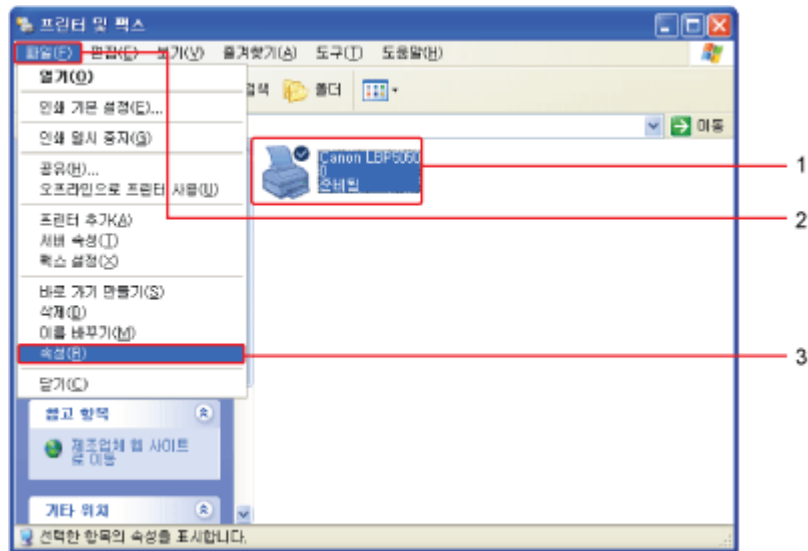 프린터 및 팩스
파일(F) 편집(E) 보기(V) 즐겨찾기(A) 도구(T) 도움말(H)
열기(O)
검색 폴더
인쇄 기본 설정(E)...
이동
인쇄 일시 중지(G)
공유(H)...
오프라인으로 프린터 사용(U)
Canon LBP5050
0
준비됨
1
2
프린터 추가(A)
서버 속성(T)
팩스 설정(X)
바로 가기 만들기(S)
삭제(D)
이름 바꾸기(M)
속성(R)
3
닫기(C)
참고 항목
제조업체 웹 사이트
로 이동
기타 위치
선택한 항목의 속성을 표시합니다.